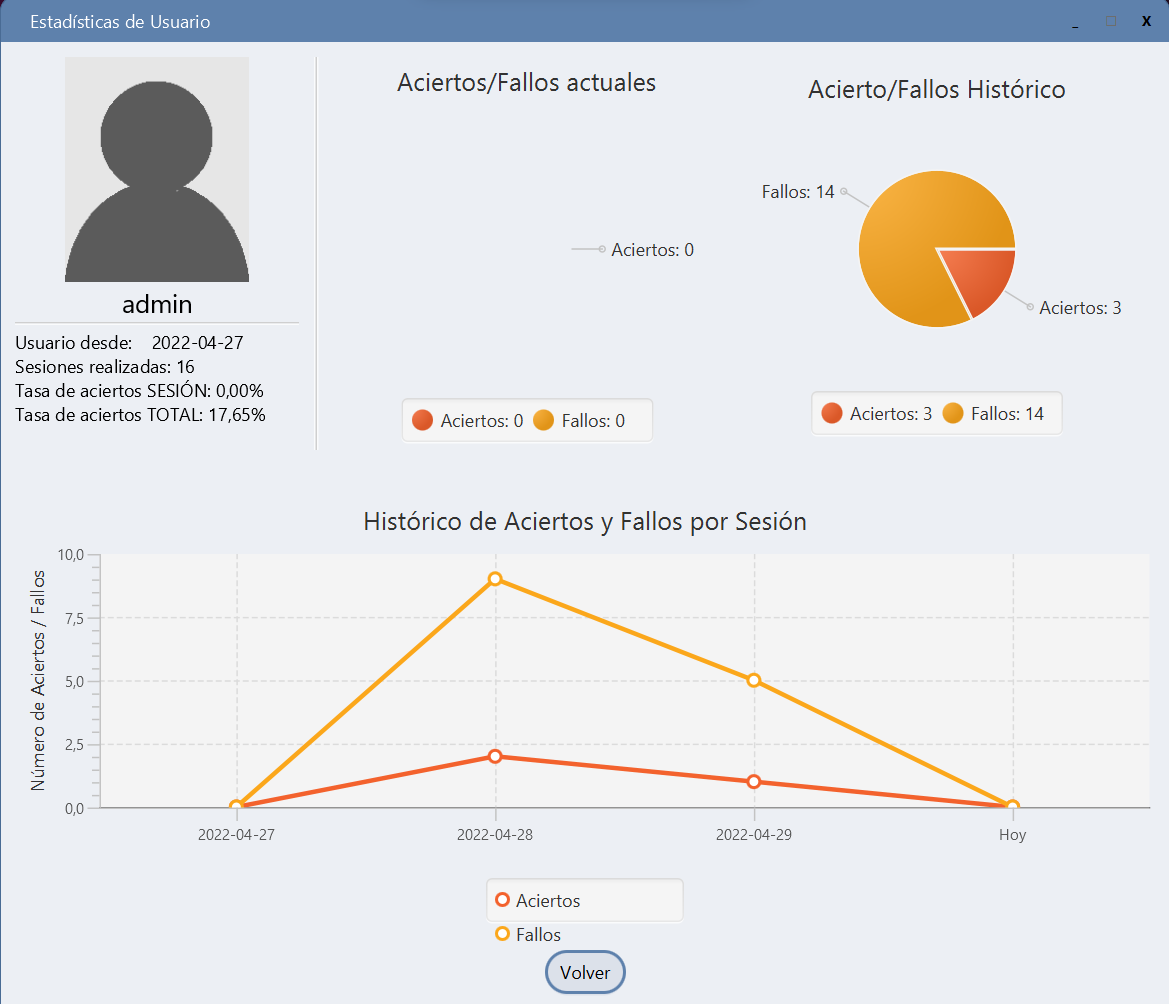 Estadísticas de Usuario
_ □ X
admin
Usuario desde: 2022-04-27
Sesiones realizadas: 16
Tasa de aciertos SESIÓN: 0,00%
Tasa de aciertos TOTAL: 17,65%
Aciertos/Fallos actuales
Aciertos: 0
Aciertos: 0 Fallos: 0
Acierto/Fallos Histórico
Fallos: 14
Aciertos: 3
Aciertos: 3 Fallos: 14
Histórico de Aciertos y Fallos por Sesión
Número de Aciertos / Fallos
10,0
7,5
5,0
2,5
0,0
2022-04-27 2022-04-28 2022-04-29 Hoy
Aciertos
Fallos
Volver